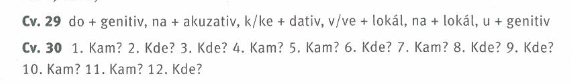 Cv. 29 do + genitiv, na + akuzativ, k/ke + dativ, v/ve + lokál, na + lokál, u + genitiv
Cv. 30 1. Kam? 2. Kde? 3. Kde? 4. Kam? 5. Kam? 6. Kde? 7. Kam? 8. Kde? 9. Kde?
10. Kam? 11. Kam? 12. Kde?